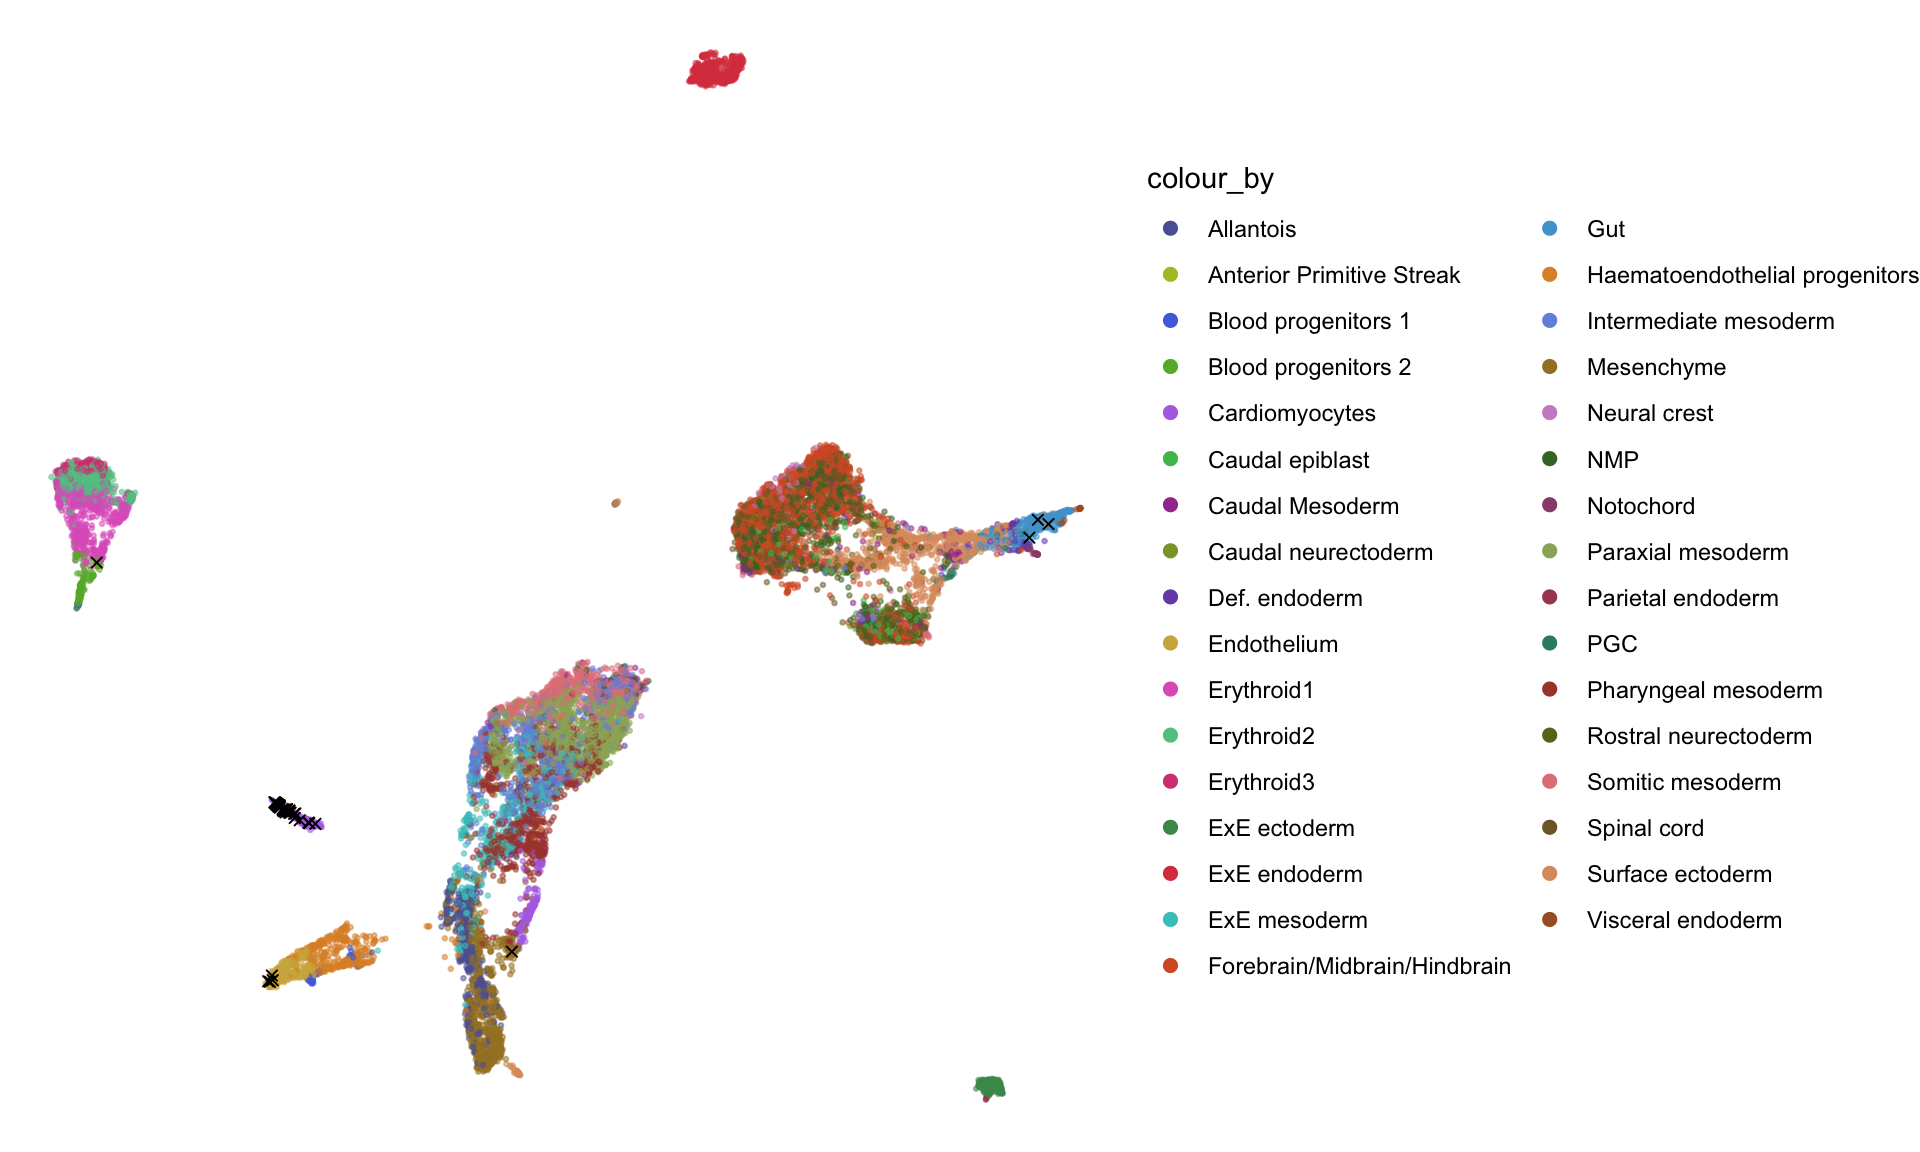 colour_by
Allantois
Anterior Primitive Streak
Blood progenitors 1
Blood progenitors 2
Cardiomyocytes
Caudal epiblast
Caudal Mesoderm
Caudal neurectoderm
Def. endoderm
Endothelium
Erythroid1
Erythroid2
Erythroid3
ExE ectoderm
ExE endoderm
ExE mesoderm
Forebrain/Midbrain/Hindbrain
Gut
Haematoendothelial progenitors
Intermediate mesoderm
Mesenchyme
Neural crest
NMP
Notochord
Paraxial mesoderm
Parietal endoderm
PGC
Pharyngeal mesoderm
Rostral neurectoderm
Somitic mesoderm
Spinal cord
Surface ectoderm
Visceral endoderm